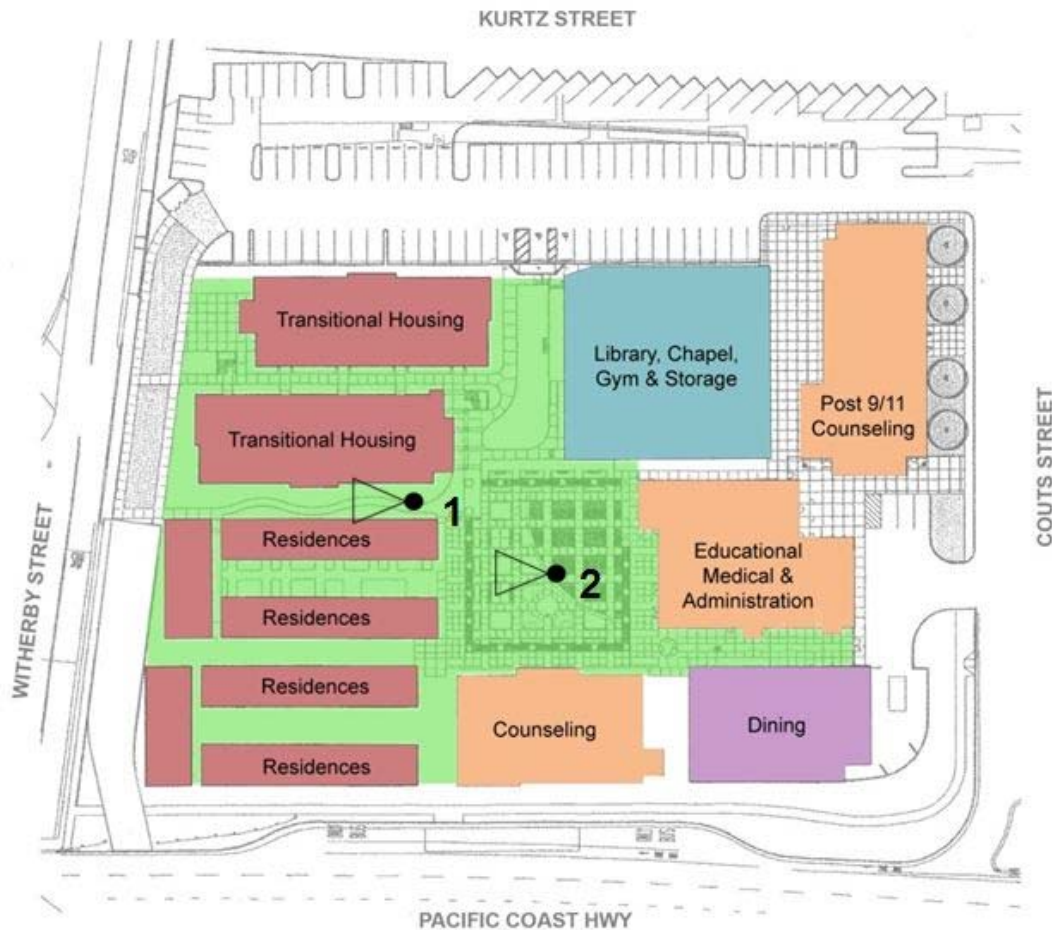 KURTZ STREET
Transitional Housing
Library, Chapel,
Gym & Storage
Post 9/11
Counseling
Transitional Housing
COUTS STREET
1
Residences
Educational
Medical &
Administration
2
WITHERBY STREET
Residences
Residences
Counseling
Dining
Residences
PACIFIC COAST HWY